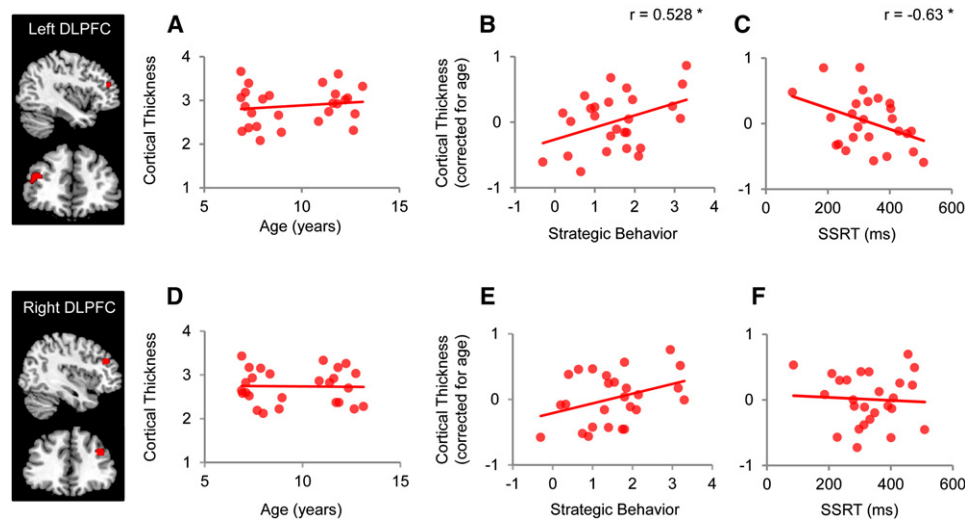 Left DLPFC
A
Cortical Thickness
4
3
2
1
5
10
15
Age (years)
B
r = 0.528 *
Cortical Thickness
(corrected for age)
1
0
-1
-1
0
1
2
3
4
Strategic Behavior
C
r = -0.63 *
1
0
-1
0
200
400
600
SSRT (ms)
Right DLPFC
D
Cortical Thickness
4
3
2
1
5
10
15
Age (years)
E
Cortical Thickness
(corrected for age)
1
0
-1
-1
0
1
2
3
4
Strategic Behavior
F
1
0
-1
0
200
400
600
SSRT (ms)